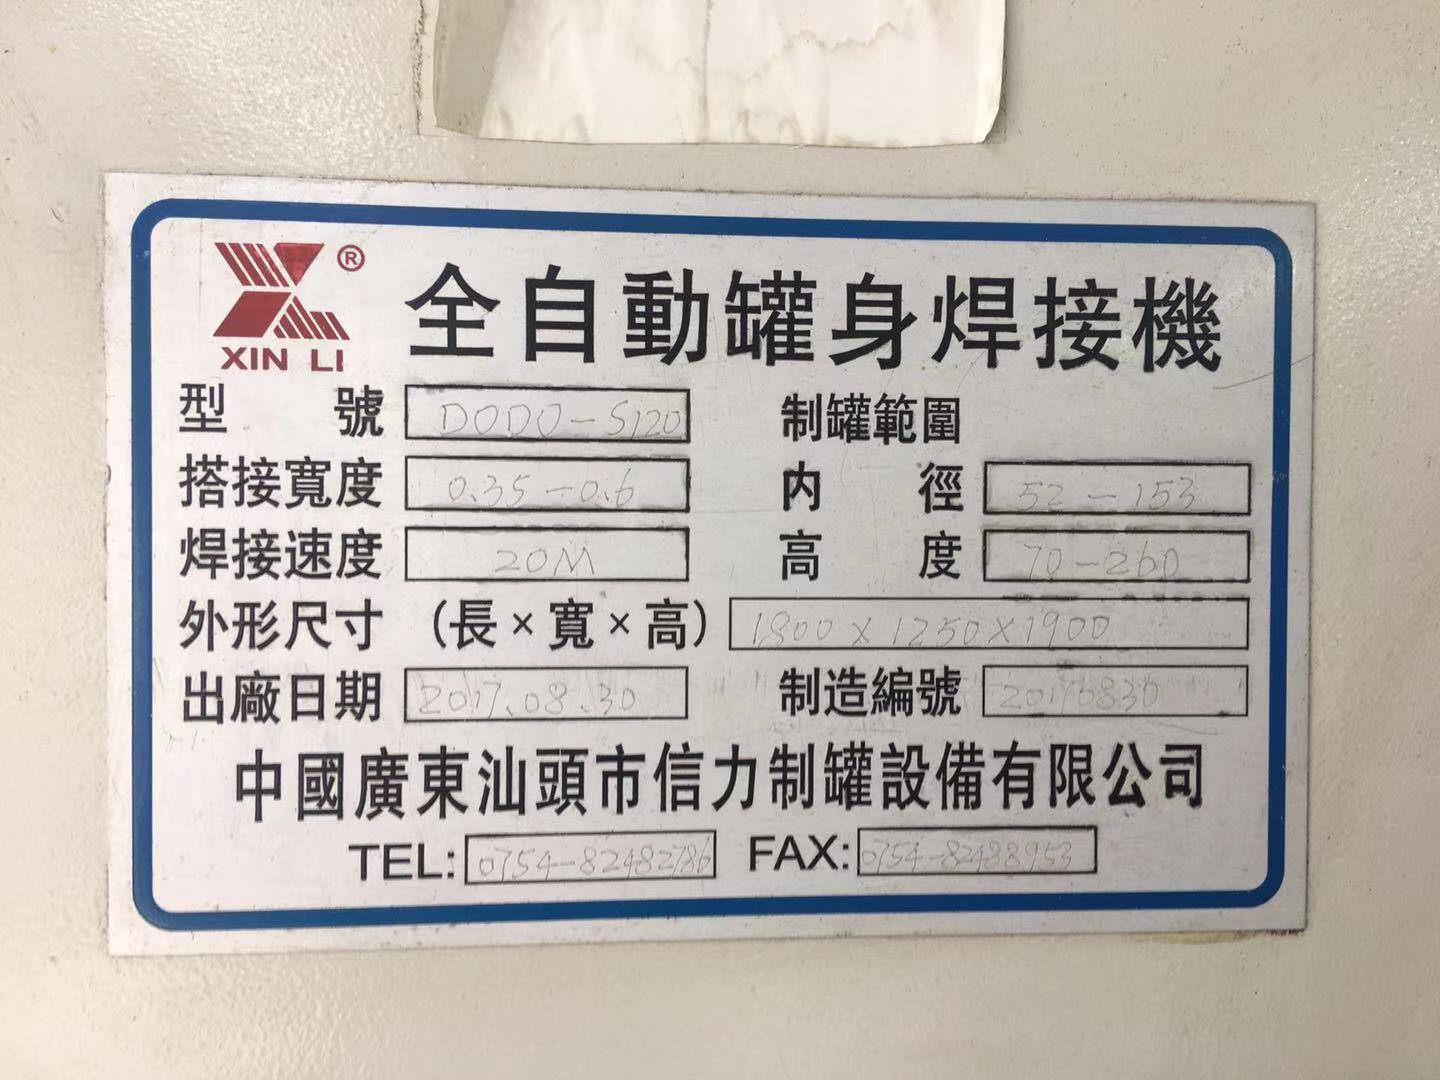 ®
XIN LI
全自動罐身焊接機
型 號 DODO-S120 制罐範圍
搭接寬度 0.35-0.6 内 徑 52-153
焊接速度 20M 高 度 70-260
外形尺寸 (長×寬×高) 1800×1250×1900
出廠日期 2017.08.30 制造編號 20170830
中國廣東汕頭市信力制罐設備有限公司
TEL: 0754-82482786 FAX: 0754-82488953